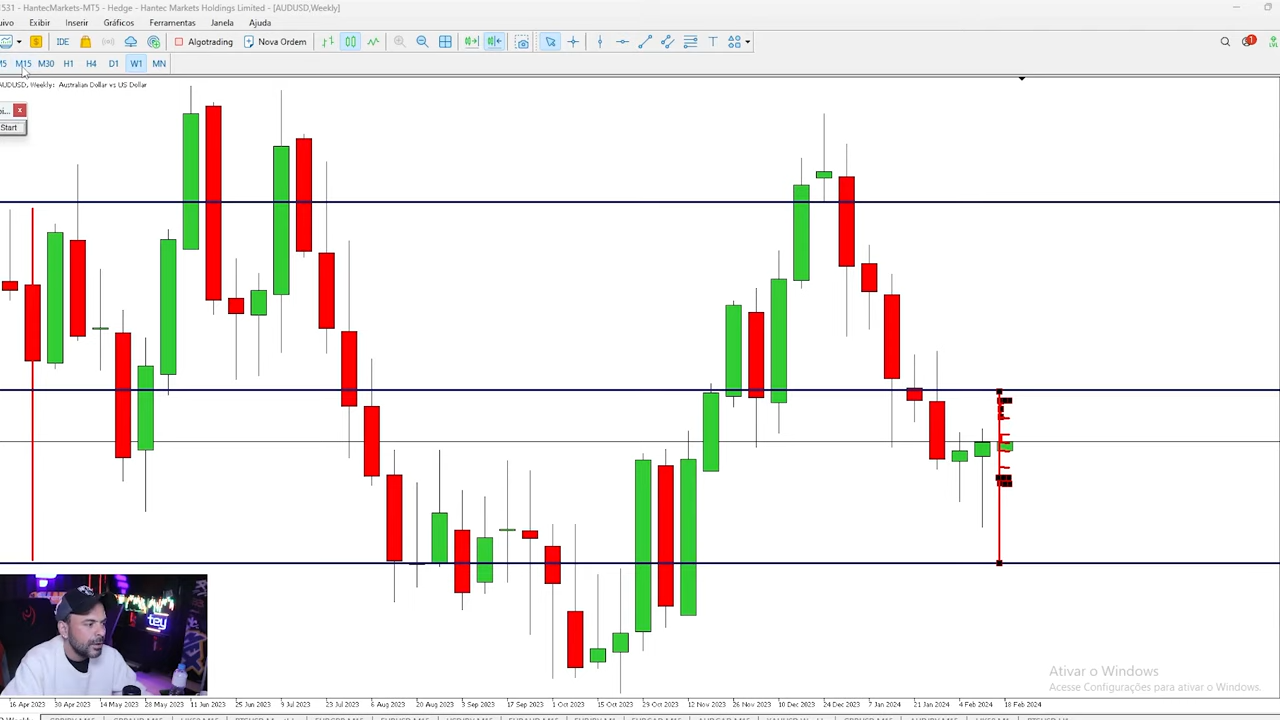 1531 - HantecMarkets-MT5 - Hedge - Hantec Markets Holdings Limited - [AUDUSD,Weekly]
uivo Exibir Inserir Gráficos Ferramentas Janela Ajuda
IDE Algotrading Nova Ordem
M5 M15 M30 H1 H4 D1 W1 MN
AUDUSD, Weekly: Australian Dollar vs US Dollar
Start
tey
Ativar o Windows
Acesse Configurações para ativar o Windows.
16 Apr 2023 30 Apr 2023 14 May 2023 28 May 2023 11 Jun 2023 25 Jun 2023 9 Jul 2023 23 Jul 2023 6 Aug 2023 20 Aug 2023 3 Sep 2023 17 Sep 2023 1 Oct 2023 15 Oct 2023 29 Oct 2023 12 Nov 2023 26 Nov 2023 10 Dec 2023 24 Dec 2023 7 Jan 2024 21 Jan 2024 4 Feb 2024 18 Feb 2024